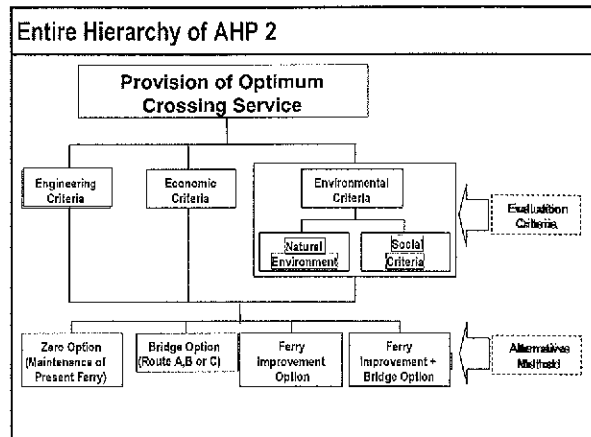 Entire Hierarchy of AHP 2
Provision of Optimum
Crossing Service
Engineering
Criteria
Economic
Criteria
Environmental
Criteria
Natural
Environment
Social
Criteria
Evaluation
Criteria
Zero Option
(Maintenance of
Present Ferry)
Bridge Option
(Route A,B or C)
Ferry
Improvement
Option
Ferry
Improvement +
Bridge Option
Alternatives